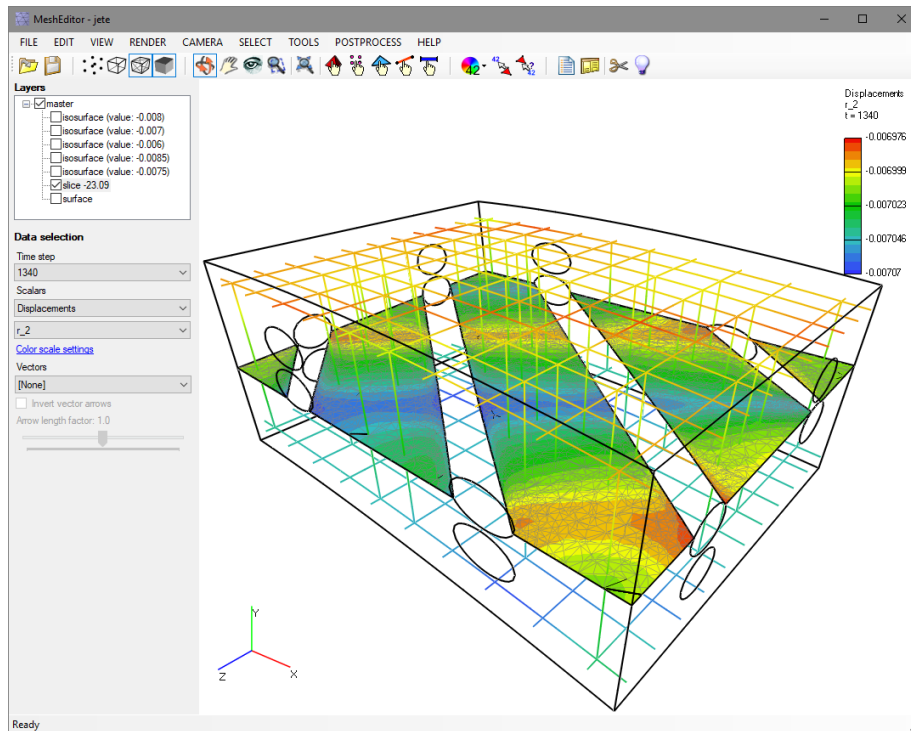 MeshEditor - jete
FILE EDIT VIEW RENDER CAMERA SELECT TOOLS POSTPROCESS HELP
42 42 42
Layers
master
isosurface (value: -0.008)
isosurface (value: -0.007)
isosurface (value: -0.006)
isosurface (value: -0.0085)
isosurface (value: -0.0075)
slice -23.09
surface
Data selection
Time step
1340
Scalars
Displacements
r_2
Color scale settings
Vectors
[None]
Invert vector arrows
Arrow length factor: 1.0
Displacements
r_2
t = 1340
-0.006976
-0.006999
-0.007023
-0.007046
-0.00707
Y
X
Z
Ready